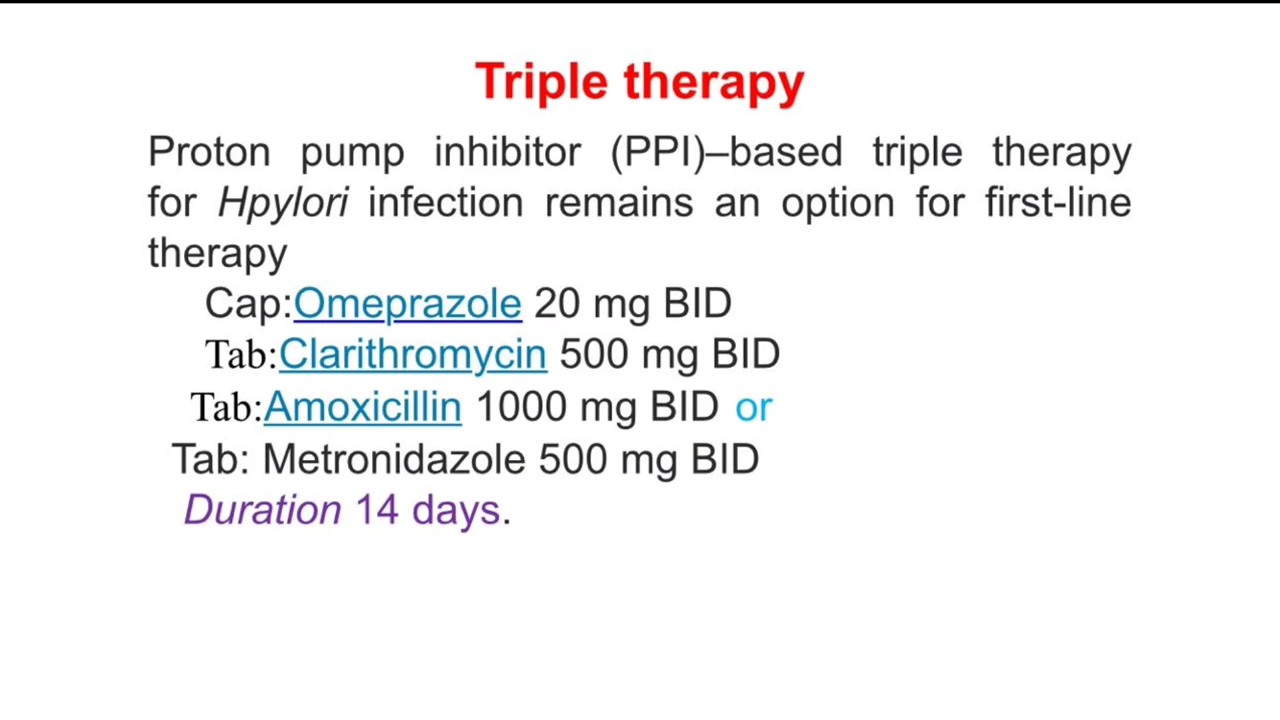 Triple therapy
Proton pump inhibitor (PPI)–based triple therapy
for Hpylori infection remains an option for first-line
therapy
Cap:Omeprazole 20 mg BID
Tab:Clarithromycin 500 mg BID
Tab:Amoxicillin 1000 mg BID or
Tab: Metronidazole 500 mg BID
Duration 14 days.